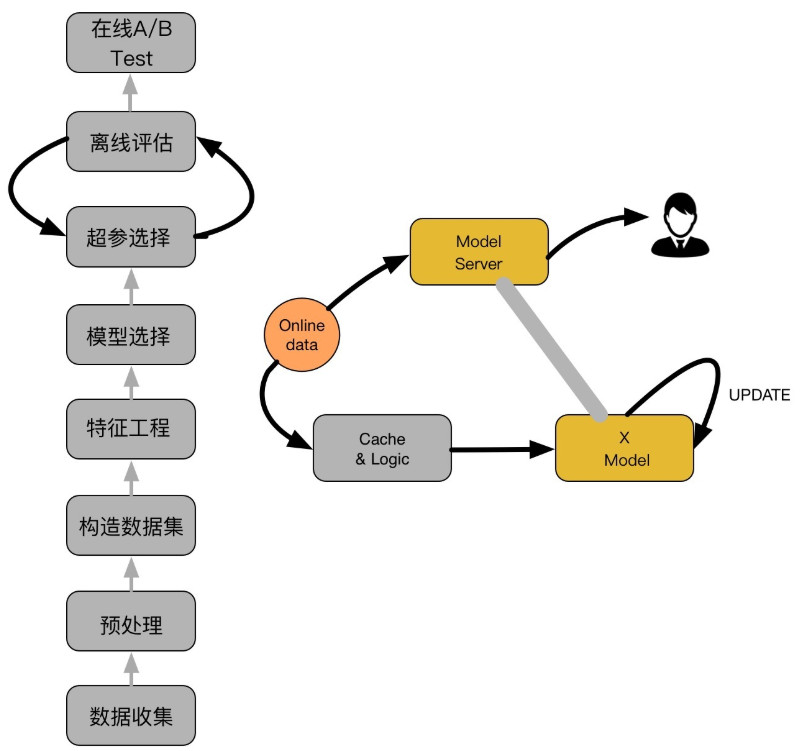 在线A/B
Test
离线评估
超参选择
模型选择
特征工程
构造数据集
预处理
数据收集
Model
Server
Online
data
Cache
& Logic
X
Model
UPDATE